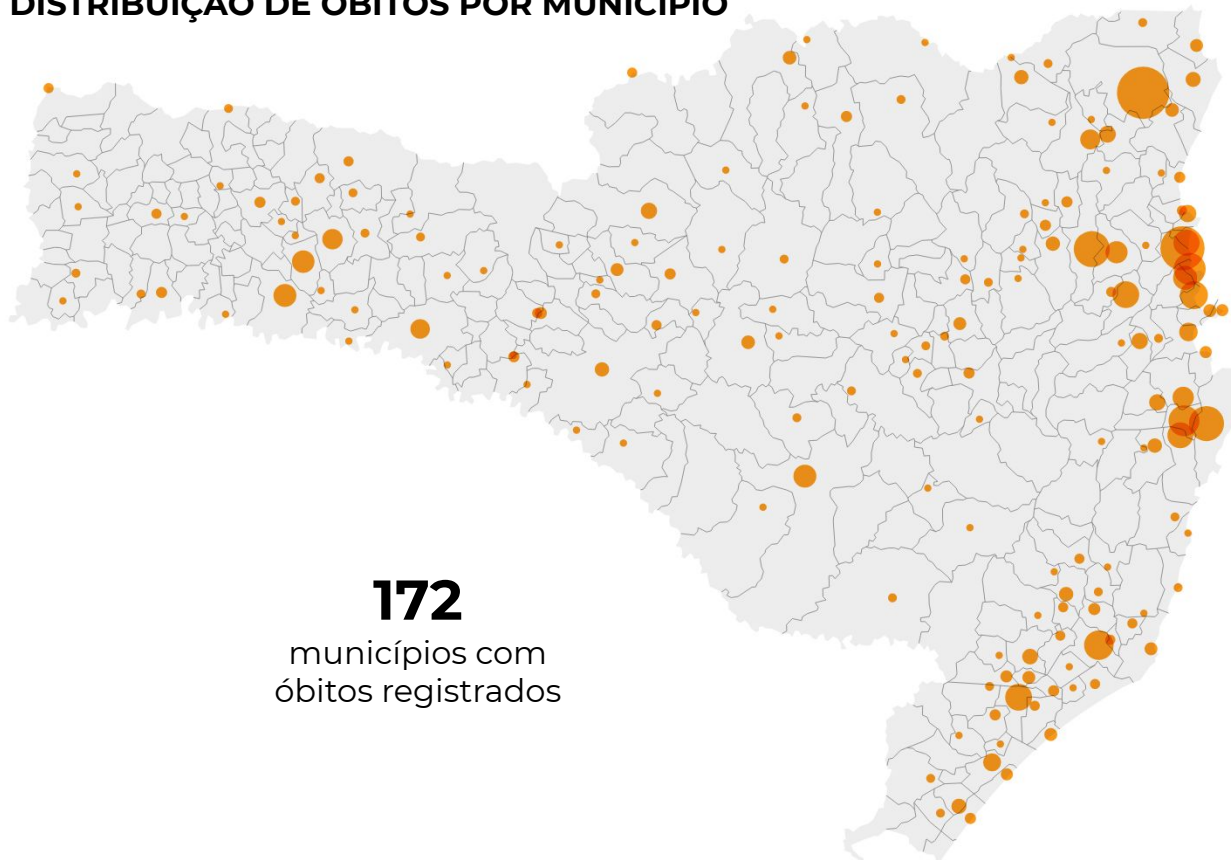 DISTRIBUIÇÃO DE ÓBITOS POR MUNICÍPIO
172
municípios com
óbitos registrados